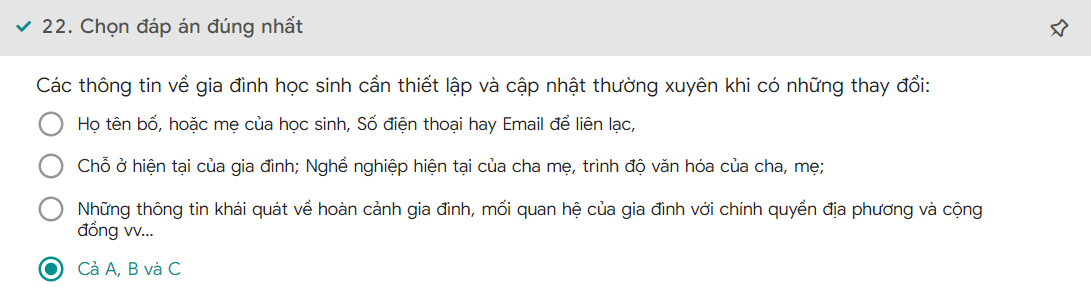 22. Chọn đáp án đúng nhất
Các thông tin về gia đình học sinh cần thiết lập và cập nhật thường xuyên khi có những thay đổi:
Họ tên bố, hoặc mẹ của học sinh, Số điện thoại hay Email để liên lạc,
Chỗ ở hiện tại của gia đình; Nghề nghiệp hiện tại của cha mẹ, trình độ văn hóa của cha, mẹ;
Những thông tin khái quát về hoàn cảnh gia đình, mối quan hệ của gia đình với chính quyền địa phương và cộng
đồng vv...
Cả A, B và C